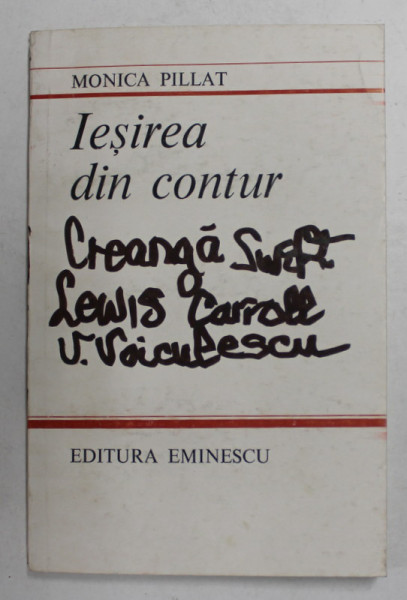 MONICA PILLAT
Ieșirea
din contur
Creangă Swift
Lewis Carroll
V. Voiculescu
EDITURA EMINESCU